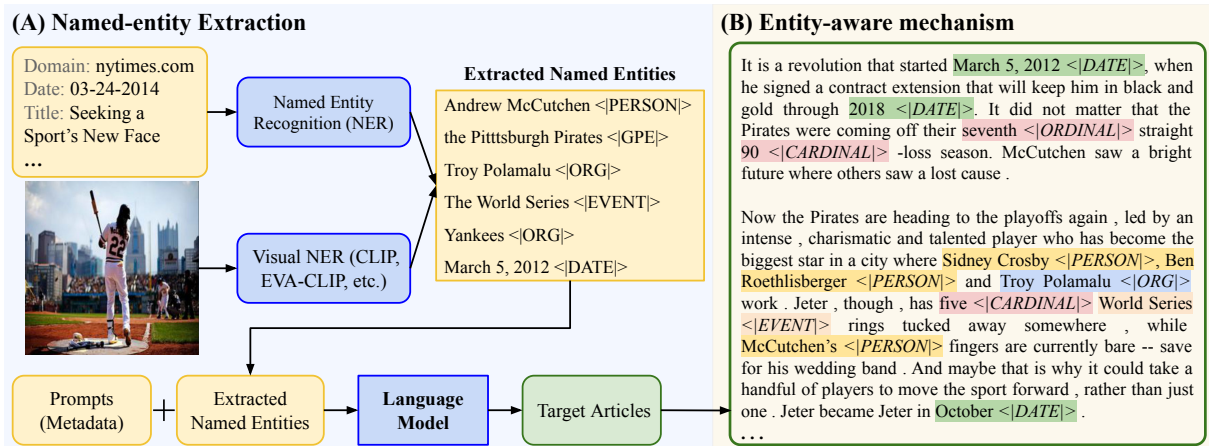 (A) Named-entity Extraction
Domain: nytimes.com
Date: 03-24-2014
Title: Seeking a
Sport's New Face
...
Named Entity
Recognition (NER)
22
Visual NER (CLIP,
EVA-CLIP, etc.)
Extracted Named Entities
Andrew McCutchen <|PERSON|>
the Pitttsburgh Pirates <|GPE|>
Troy Polamalu <|ORG|>
The World Series <|EVENT|>
Yankees <|ORG|>
March 5, 2012 <|DATE|>
Prompts
(Metadata)
+
Extracted
Named Entities
Language
Model
Target Articles
(B) Entity-aware mechanism
It is a revolution that started March 5, 2012 <|DATE|>, when
he signed a contract extension that will keep him in black and
gold through 2018 <|DATE|>. It did not matter that the
Pirates were coming off their seventh <|ORDINAL|> straight
90 <|CARDINAL|> -loss season. McCutchen saw a bright
future where others saw a lost cause .
Now the Pirates are heading to the playoffs again , led by an
intense , charismatic and talented player who has become the
biggest star in a city where Sidney Crosby <|PERSON|>, Ben
Roethlisberger <|PERSON|> and Troy Polamalu <|ORG|>
work . Jeter , though , has five <|CARDINAL|> World Series
<|EVENT|> rings tucked away somewhere , while
McCutchen's <|PERSON|> fingers are currently bare -- save
for his wedding band . And maybe that is why it could take a
handful of players to move the sport forward , rather than just
one . Jeter became Jeter in October <|DATE|> .
...